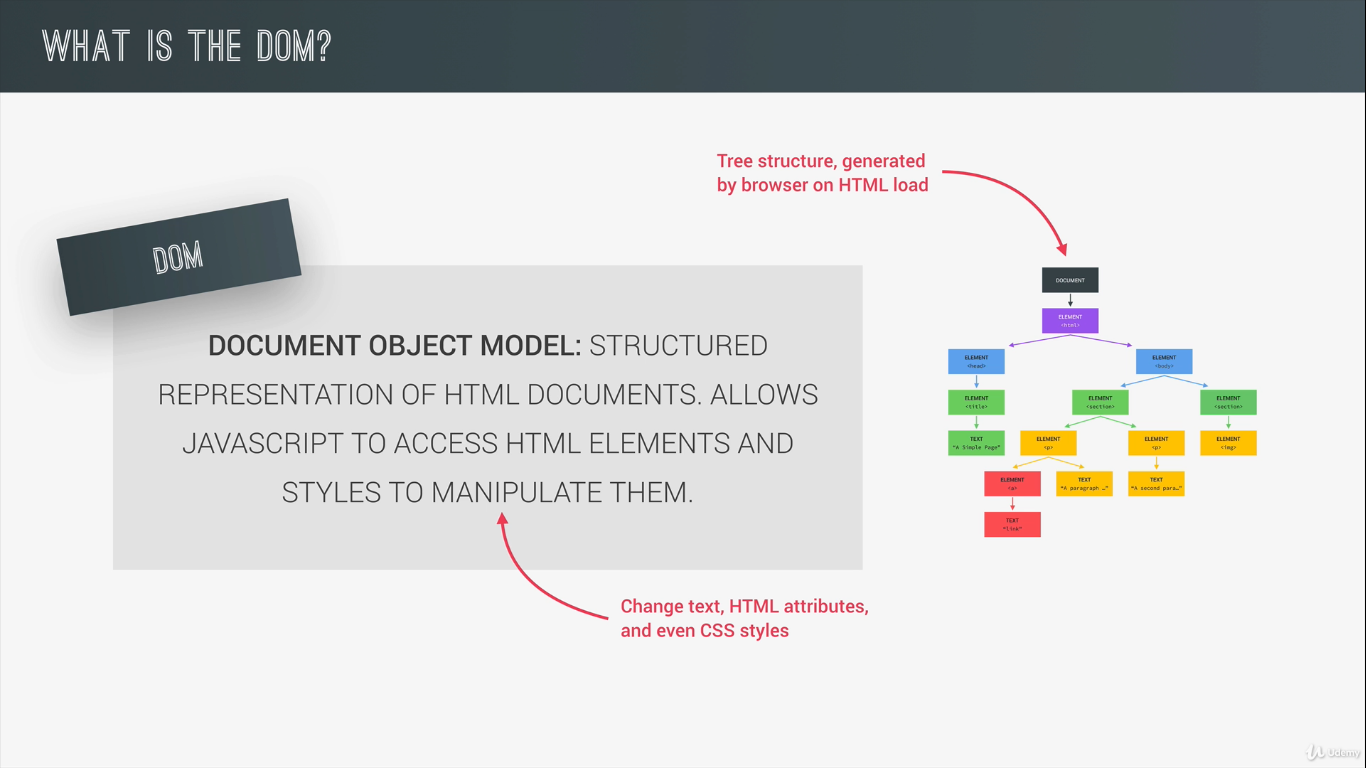 WHAT IS THE DOM?
Tree structure, generated
by browser on HTML load
DOM
DOCUMENT OBJECT MODEL: STRUCTURED
REPRESENTATION OF HTML DOCUMENTS. ALLOWS
JAVASCRIPT TO ACCESS HTML ELEMENTS AND
STYLES TO MANIPULATE THEM.
Change text, HTML attributes,
and even CSS styles
DOCUMENT
ELEMENT
<html>
ELEMENT
<head>
ELEMENT
<body>
ELEMENT
<title>
ELEMENT
<section>
ELEMENT
<section>
TEXT
"A Simple Page"
ELEMENT
<p>
ELEMENT
<p>
ELEMENT
<img>
ELEMENT
<a>
TEXT
"A paragraph …"
TEXT
"A second para…"
TEXT
"link"
Udemy